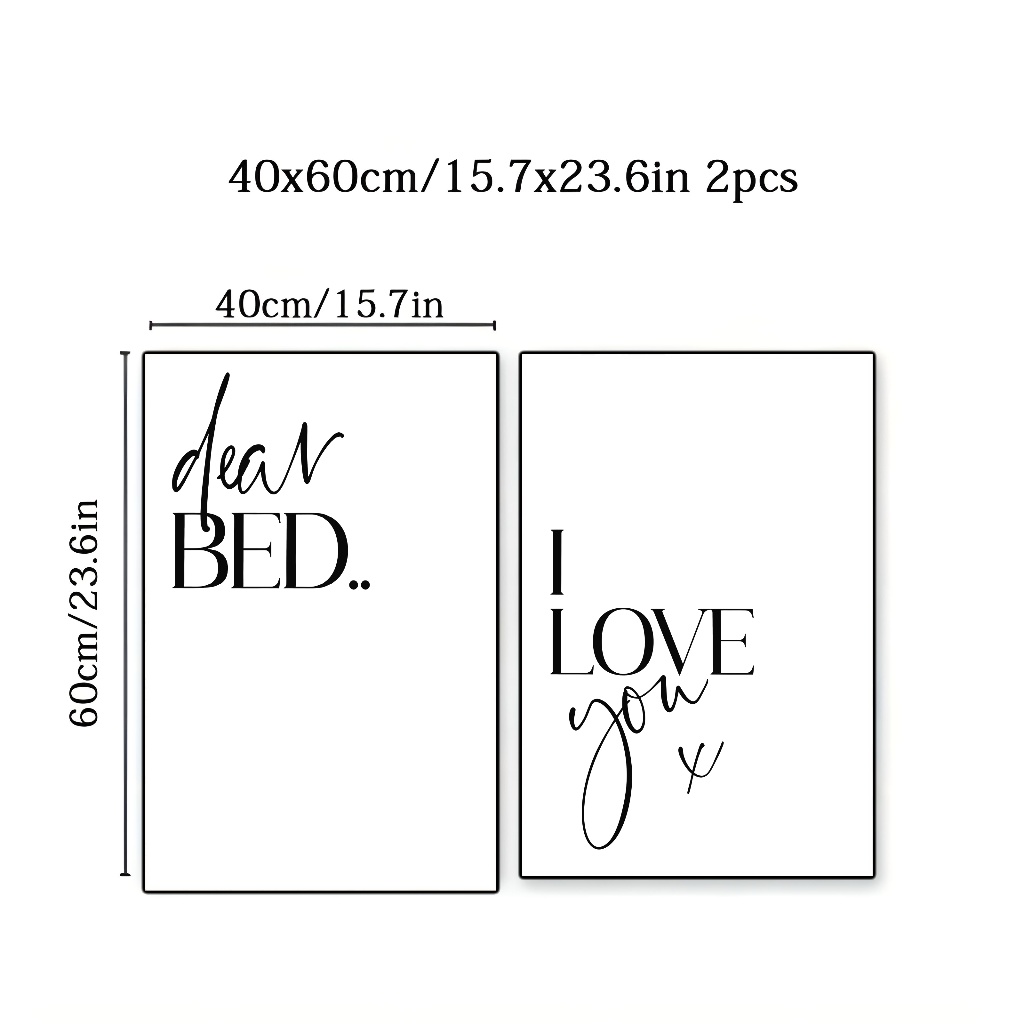 40x60cm/15.7x23.6in 2pcs
40cm/15.7in
60cm/23.6in
dear
BED..
I
LOVE
you
x